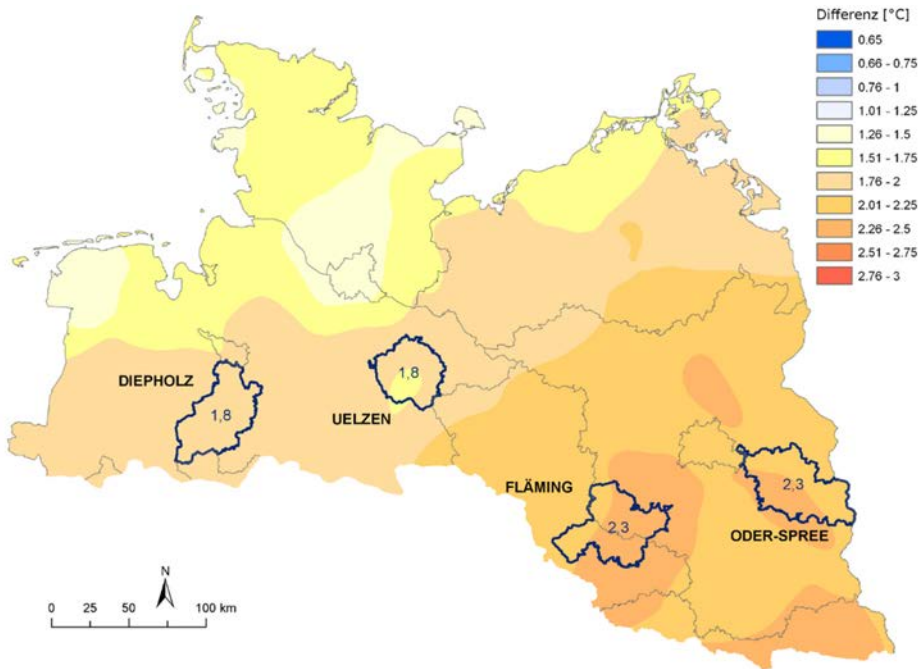 Differenz [°C]
0.65
0.66 - 0.75
0.76 - 1
1.01 - 1.25
1.26 - 1.5
1.51 - 1.75
1.76 - 2
2.01 - 2.25
2.26 - 2.5
2.51 - 2.75
2.76 - 3
DIEPHOLZ
1,8
1,8
UELZEN
FLÄMING
2,3
2,3
ODER-SPREE
N
0 25 50 100 km